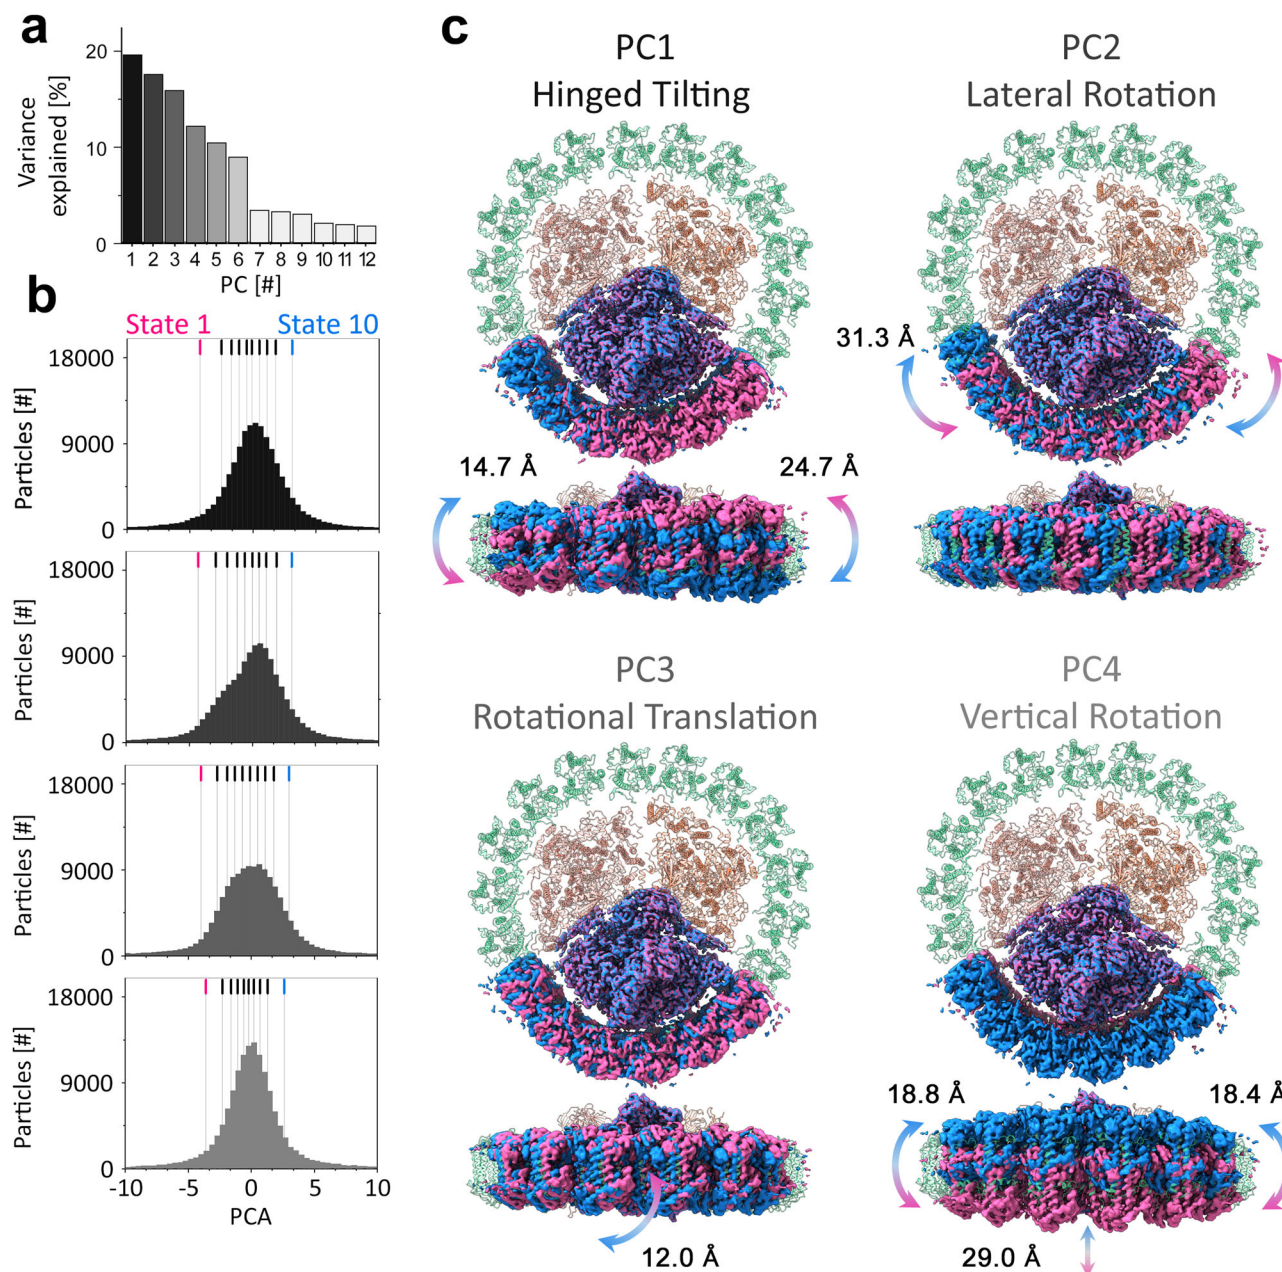 a
Variance
explained [%]
20
10
0
1 2 3 4 5 6 7 8 9 10 11 12
PC [#]
b
State 1
State 10
Particles [#]
18000
9000
0
Particles [#]
18000
9000
0
Particles [#]
18000
9000
0
Particles [#]
18000
9000
0
-10 -5 0 5 10
PCA
c
PC1
Hinged Tilting
14.7 Å
24.7 Å
PC2
Lateral Rotation
31.3 Å
PC3
Rotational Translation
12.0 Å
PC4
Vertical Rotation
18.8 Å
18.4 Å
29.0 Å